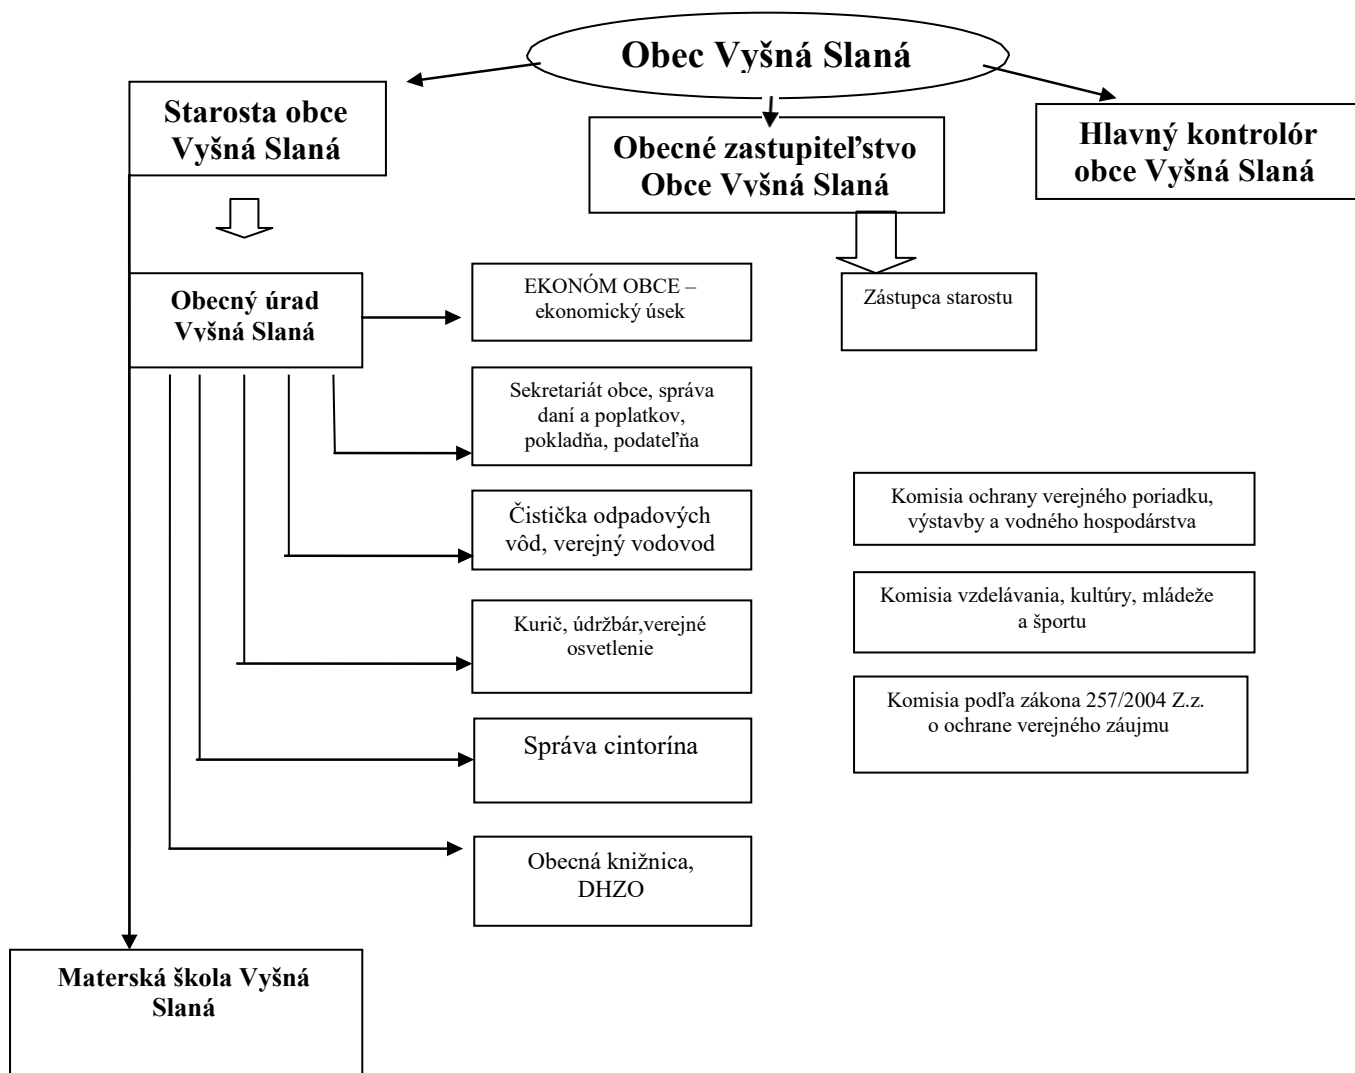 Obec Vyšná Slaná
Starosta obce
Vyšná Slaná
Obecné zastupiteľstvo
Obce Vyšná Slaná
Hlavný kontrolór
obce Vyšná Slaná
Obecný úrad
Vyšná Slaná
EKONÓM OBCE –
ekonomický úsek
Zástupca starostu
Sekretariát obce, správa
daní a poplatkov,
pokladňa, podateľňa
Čistička odpadových
vôd, verejný vodovod
Kurič, údržbár,verejné
osvetlenie
Správa cintorína
Obecná knižnica,
DHZO
Komisia ochrany verejného poriadku,
výstavby a vodného hospodárstva
Komisia vzdelávania, kultúry, mládeže
a športu
Komisia podľa zákona 257/2004 Z.z.
o ochrane verejného záujmu
Materská škola Vyšná
Slaná